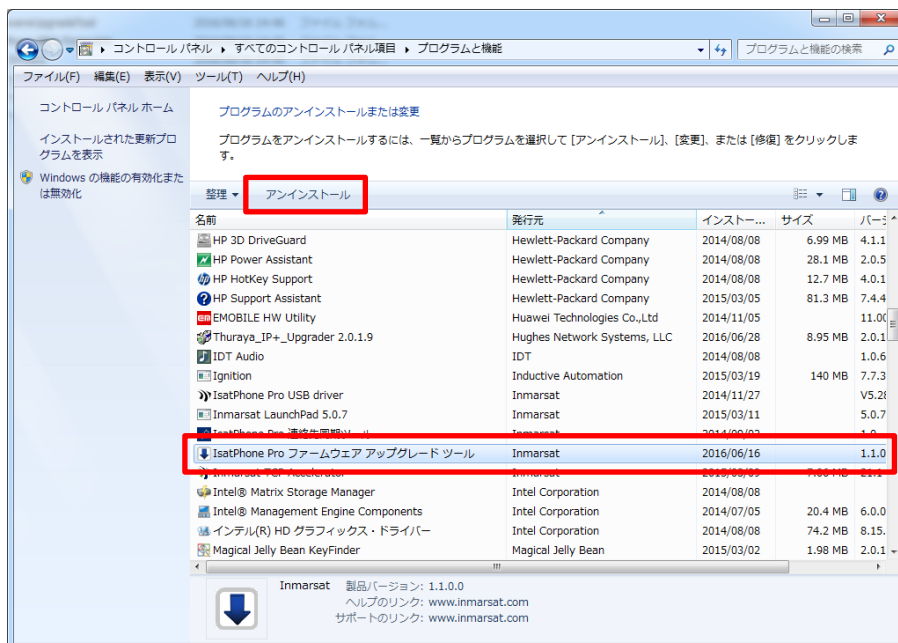 コントロール パネル ▸ すべてのコントロール パネル項目 ▸ プログラムと機能
プログラムと機能の検索
ファイル(F) 編集(E) 表示(V) ツール(T) ヘルプ(H)
コントロール パネル ホーム
インストールされた更新プロ
グラムを表示
Windows の機能の有効化また
は無効化
プログラムのアンインストールまたは変更
プログラムをアンインストールするには、一覧からプログラムを選択して [アンインストール]、[変更]、または [修復] をクリックしま
す。
整理 ▼ アンインストール
名前 発行元 インストー... サイズ バージ
HP 3D DriveGuard Hewlett-Packard Company 2014/08/08 6.99 MB 4.1.1
HP Power Assistant Hewlett-Packard Company 2014/08/08 28.1 MB 2.0.5
HP HotKey Support Hewlett-Packard Company 2014/08/08 12.7 MB 4.0.1
HP Support Assistant Hewlett-Packard Company 2015/03/05 81.3 MB 7.4.4
EMOBILE HW Utility Huawei Technologies Co.,Ltd 2014/11/05 11.00
Thuraya_IP+_Upgrader 2.0.1.9 Hughes Network Systems, LLC 2016/06/28 8.95 MB 2.0.1
IDT Audio IDT 2014/08/08 1.0.6
Ignition Inductive Automation 2015/03/19 140 MB 7.7.3
IsatPhone Pro USB driver Inmarsat 2014/11/27 V5.28
Inmarsat LaunchPad 5.0.7 Inmarsat 2015/03/11 5.0.7
IsatPhone Pro 連絡先同期ツール Inmarsat
IsatPhone Pro ファームウェア アップグレード ツール Inmarsat 2016/06/16 1.1.0
Inmarsat TCP Accelerator Inmarsat
Intel® Matrix Storage Manager Intel Corporation 2014/08/08
Intel® Management Engine Components Intel Corporation 2014/07/05 20.4 MB 6.0.0
インテル(R) HD グラフィックス・ドライバー Intel Corporation 2014/08/08 74.2 MB 8.15.
Magical Jelly Bean KeyFinder Magical Jelly Bean 2015/03/02 1.98 MB 2.0.1
Inmarsat 製品バージョン: 1.1.0.0
ヘルプのリンク: www.inmarsat.com
サポートのリンク: www.inmarsat.com